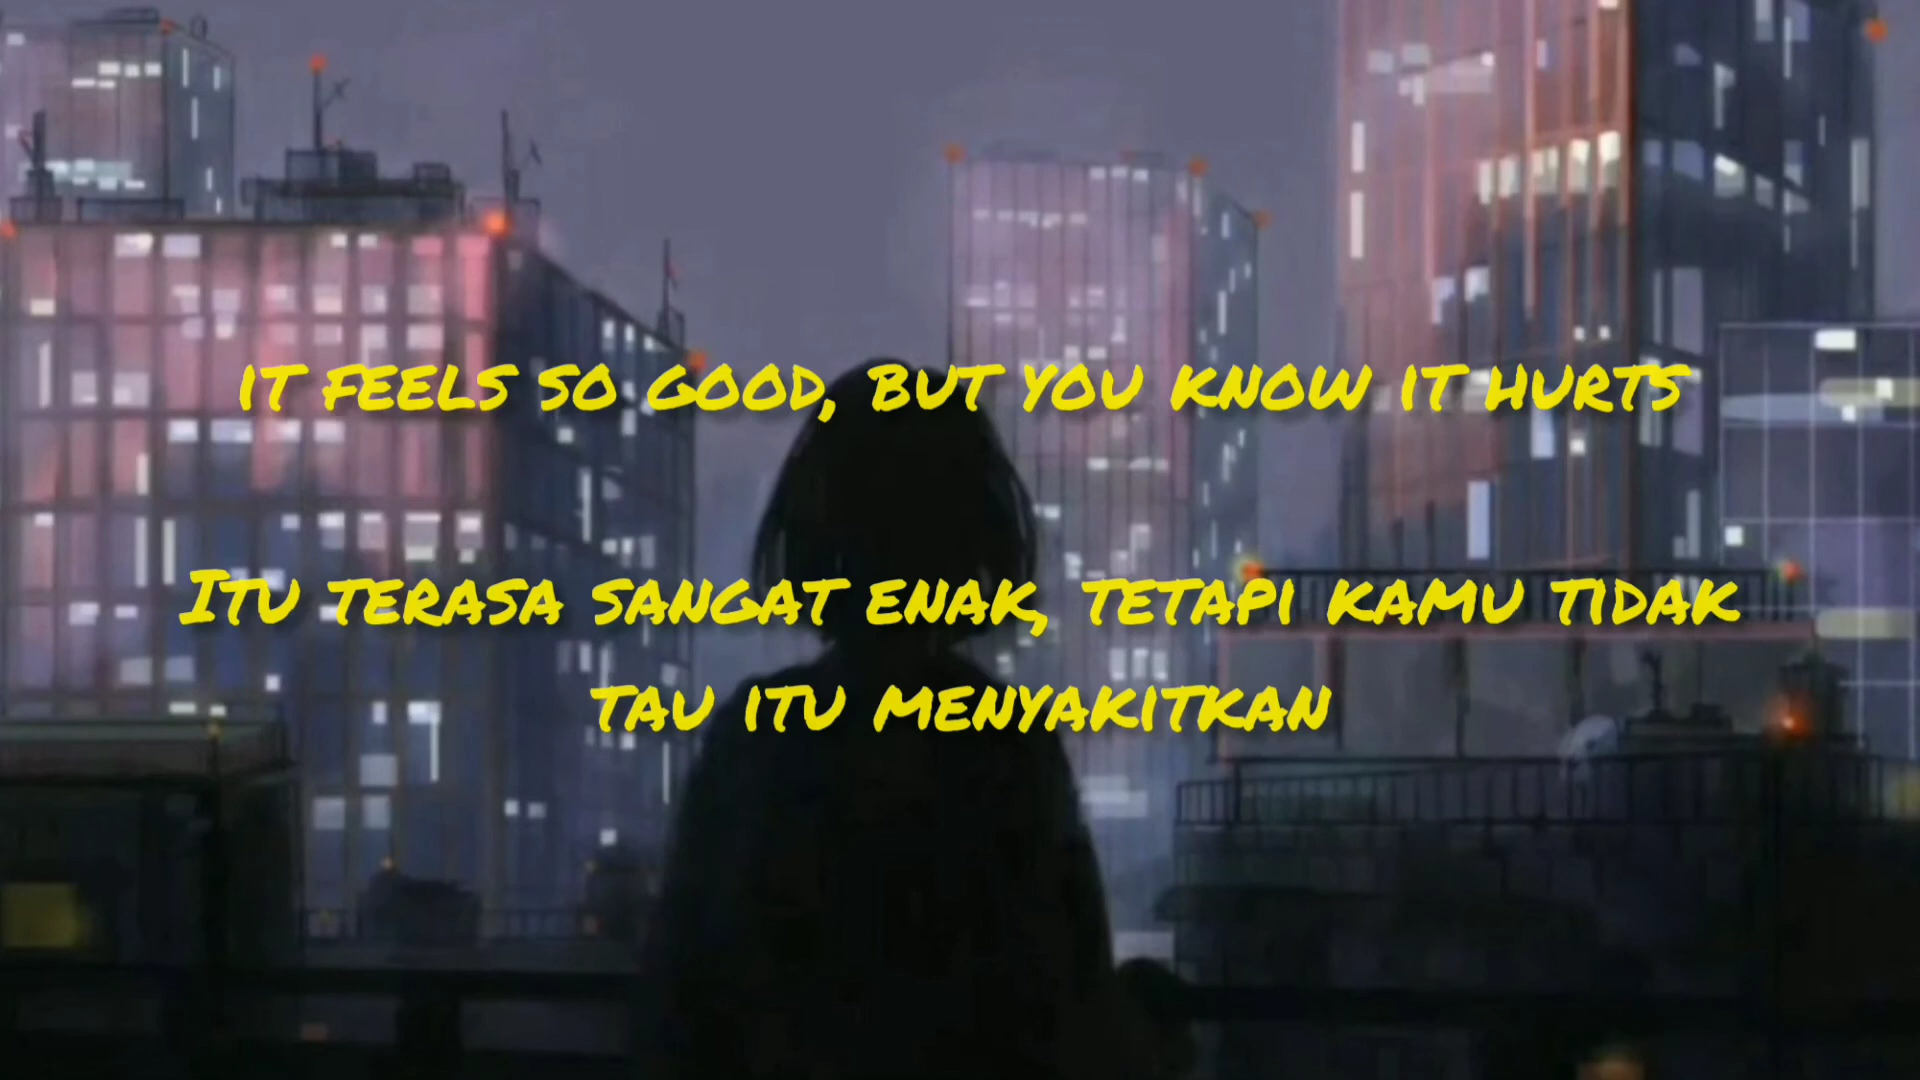 IT FEELS SO GOOD, BUT YOU KNOW IT HURTS
ITU TERASA SANGAT ENAK, TETAPI KAMU TIDAK
TAU ITU MENYAKITKAN